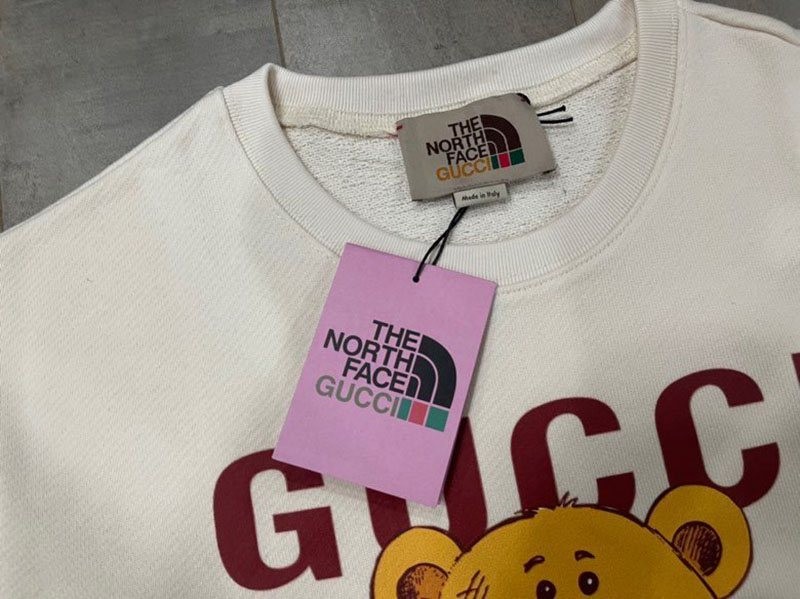 THE
NORTH
FACE
GUCCI
Made in Italy
THE
NORTH
FACE
GUCCI
GUCCI